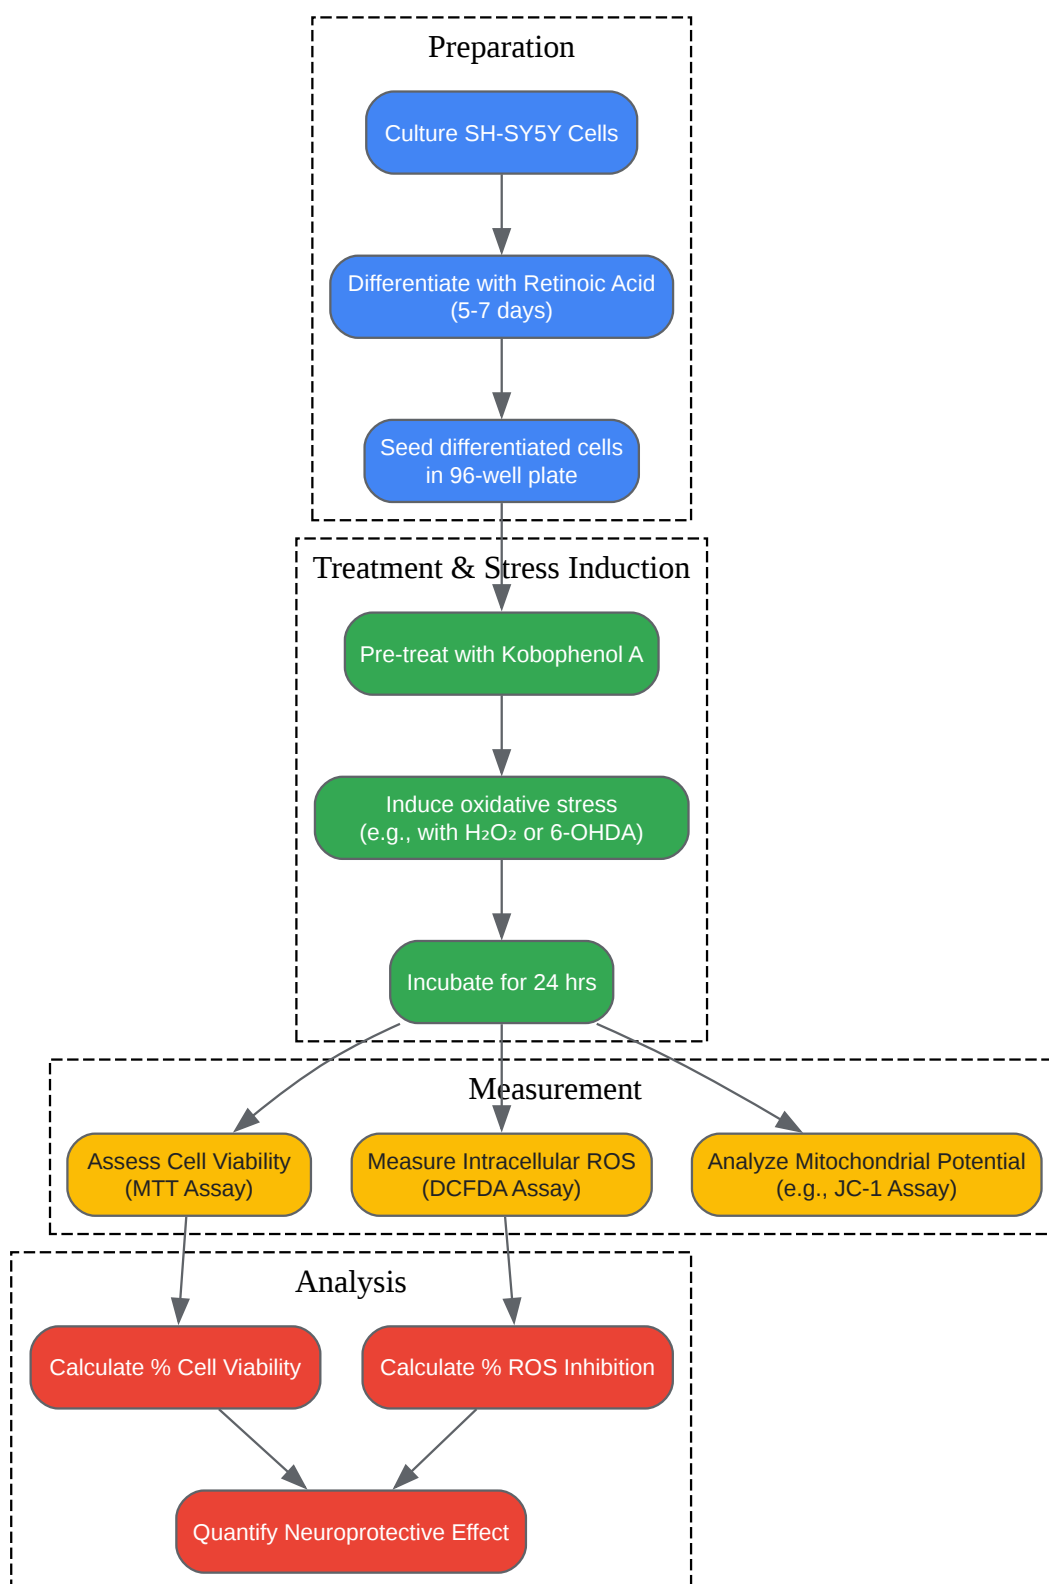 Preparation
Culture SH-SY5Y Cells
Differentiate with Retinoic Acid
(5-7 days)
Seed differentiated cells
in 96-well plate
Treatment & Stress Induction
Pre-treat with Kobophenol A
Induce oxidative stress
(e.g., with H₂O₂ or 6-OHDA)
Incubate for 24 hrs
Measurement
Assess Cell Viability
(MTT Assay)
Measure Intracellular ROS
(DCFDA Assay)
Analyze Mitochondrial Potential
(e.g., JC-1 Assay)
Analysis
Calculate % Cell Viability
Calculate % ROS Inhibition
Quantify Neuroprotective Effect